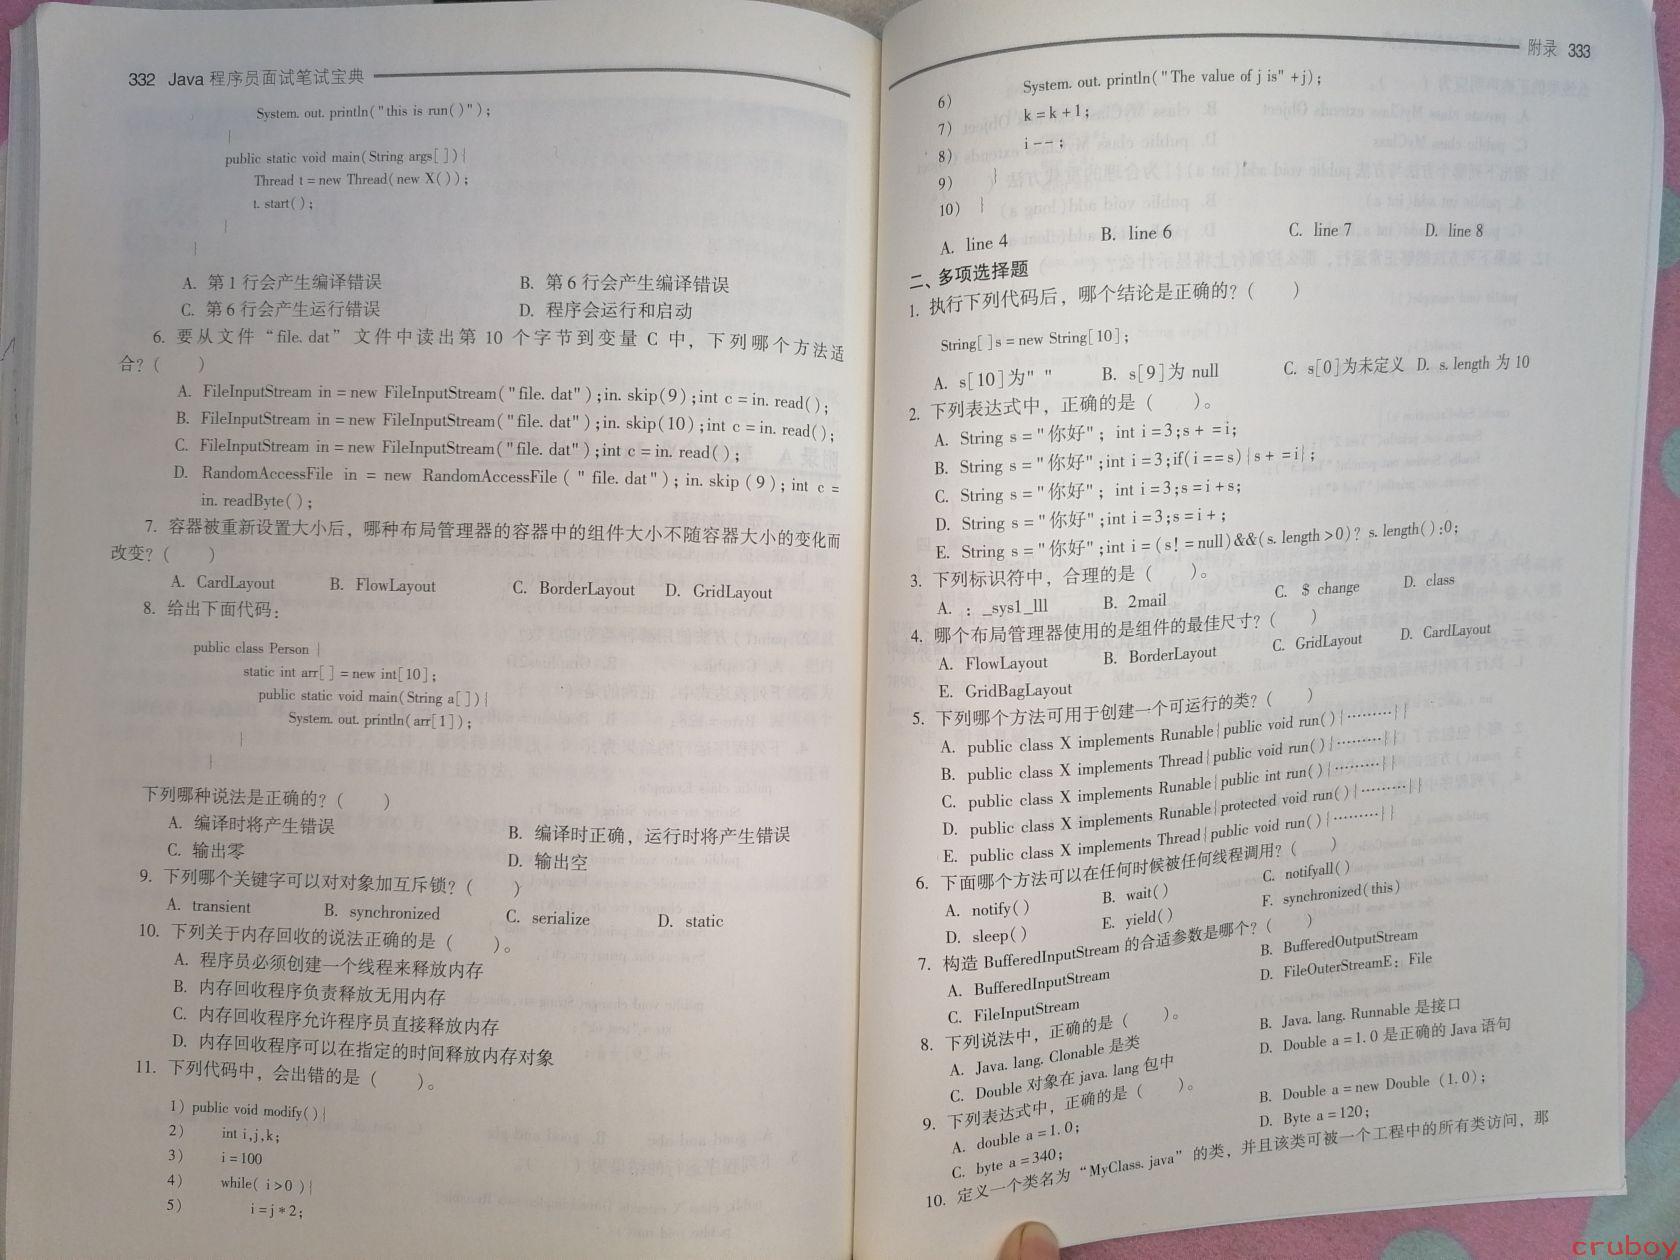 332 Java 程序员面试笔试宝典
System. out. println("this is run()");
}
public static void main(String args[]){
Thread t=new Thread(new X());
t. start();
}
}
A. 第 1 行会产生编译错误 B. 第 6 行会产生编译错误
C. 第 6 行会产生运行错误 D. 程序会运行和启动
6. 要从文件“file. dat”文件中读出第 10 个字节到变量 C 中，下列哪个方法适
合？( )
A. FileInputStream in=new FileInputStream("file. dat");in. skip(9);int c=in. read();
B. FileInputStream in=new FileInputStream("file. dat");in. skip(10);int c=in. read();
C. FileInputStream in=new FileInputStream("file. dat");int c=in. read();
D. RandomAccessFile in = new RandomAccessFile ( " file. dat" ); in. skip (9); int c =
in. readByte();
7. 容器被重新设置大小后，哪种布局管理器的容器中的组件大小不随容器大小的变化而
改变？( )
A. CardLayout B. FlowLayout C. BorderLayout D. GridLayout
8. 给出下面代码：
public class Person {
static int arr[ ]=new int[10];
public static void main(String a[]){
System. out. println(arr[1]);
}
}
下列哪种说法是正确的？( )
A. 编译时将产生错误 B. 编译时正确，运行时将产生错误
C. 输出零 D. 输出空
9. 下列哪个关键字可以对对象加互斥锁？( )
A. transient B. synchronized C. serialize D. static
10. 下列关于内存回收的说法正确的是 ( )。
A. 程序员必须创建一个线程来释放内存
B. 内存回收程序负责释放无用内存
C. 内存回收程序允许程序员直接释放内存
D. 内存回收程序可以在指定的时间释放内存对象
11. 下列代码中，会出错的是 ( )。
1) public void modify(){
2) int i,j,k;
3) i=100
4) while( i>0 ){
5) i=j*2;
附录 333
6) System. out. println("The value of j is" +j);
7) k=k+1;
8) i--;
9) }
10) }
A. line 4 B. line 6 C. line 7 D. line 8
二、多项选择题
1. 执行下列代码后，哪个结论是正确的？( )
String[ ]s=new String[10];
A. s[10]为" " B. s[9]为 null C. s[0]为未定义 D. s. length 为 10
2. 下列表达式中，正确的是 ( )。
A. String s="你好"; int i=3;s+ =i;
B. String s="你好";int i=3;if(i==s){s+ =i};
C. String s="你好"; int i=3;s=i+s;
D. String s="你好";int i=3;s=i+;
E. String s="你好";int i=(s! =null)&&(s. length>0)? s. length():0;
3. 下列标识符中，合理的是 ( )。
A. : _sys1_lll B. 2mail C. $ change D. class
4. 哪个布局管理器使用的是组件的最佳尺寸？( )
A. FlowLayout B. BorderLayout C. GridLayout D. CardLayout
E. GridBagLayout
5. 下列哪个方法可用于创建一个可运行的类？( )
A. public class X implements Runable{public void run(){………}}
B. public class X implements Thread{public void run(){………}}
C. public class X implements Runable{public int run(){………}}
D. public class X implements Runable{protected void run(){………}}
E. public class X implements Thread{public void run(){………}}
6. 下面哪个方法可以在任何时候被任何线程调用？( )
A. notify() B. wait() C. notifyall()
D. sleep() E. yield() F. synchronized(this)
7. 构造 BufferedInputStream 的合适参数是哪个？( )
A. BufferedInputStream B. BufferedOutputStream
C. FileInputStream D. FileOuterStreamE: File
8. 下列说法中，正确的是 ( )。
A. Java. lang. Clonable 是类 B. Java. lang. Runnable 是接口
C. Double 对象在 java. lang 包中 D. Double a=1.0 是正确的 Java 语句
9. 下列表达式中，正确的是 ( )。
A. double a=1.0; B. Double a=new Double (1.0);
C. byte a=340; D. Byte a=120;
10. 定义一个类名为“MyClass. java”的类，并且该类可被一个工程中的所有类访问，那
cruboy